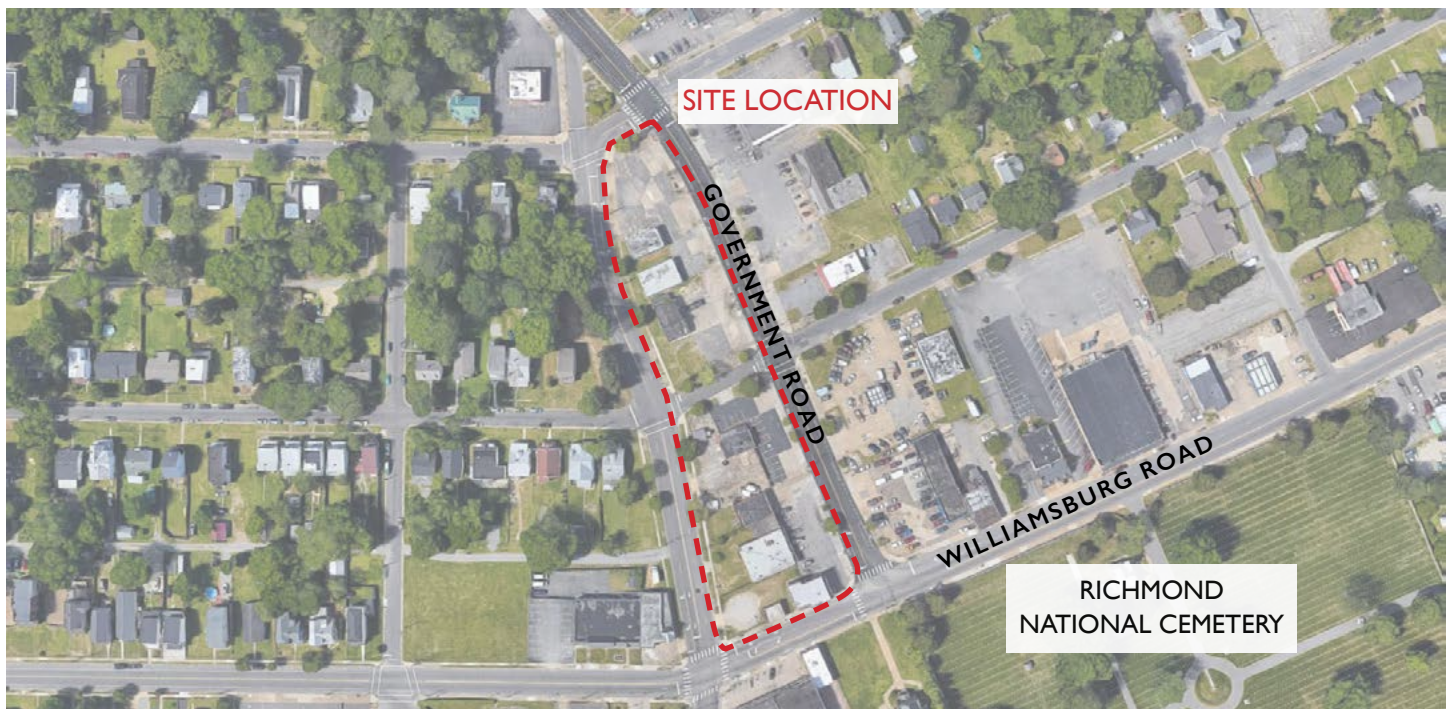 SITE LOCATION
GOVERNMENT ROAD
WILLIAMSBURG ROAD
RICHMOND
NATIONAL CEMETERY